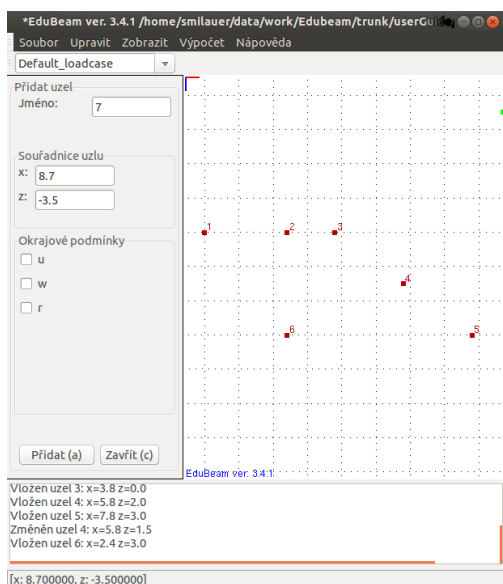 *EduBeam ver. 3.4.1 /home/smilauer/data/work/Edubeam/trunk/userGui
Soubor Upravit Zobrazit Výpočet Nápověda
Default_loadcase
Přidat uzel
Jméno: 7
Souřadnice uzlu
x: 8.7
z: -3.5
Okrajové podmínky
u
w
r
Přidat (a) Zavřít (c)
1 2 3
4
6 5
EduBeam ver. 3.4.1
Vložen uzel 3: x=3.8 z=0.0
Vložen uzel 4: x=5.8 z=2.0
Vložen uzel 5: x=7.8 z=3.0
Změněn uzel 4: x=5.8 z=1.5
Vložen uzel 6: x=2.4 z=3.0
[x: 8.700000, z: -3.500000]